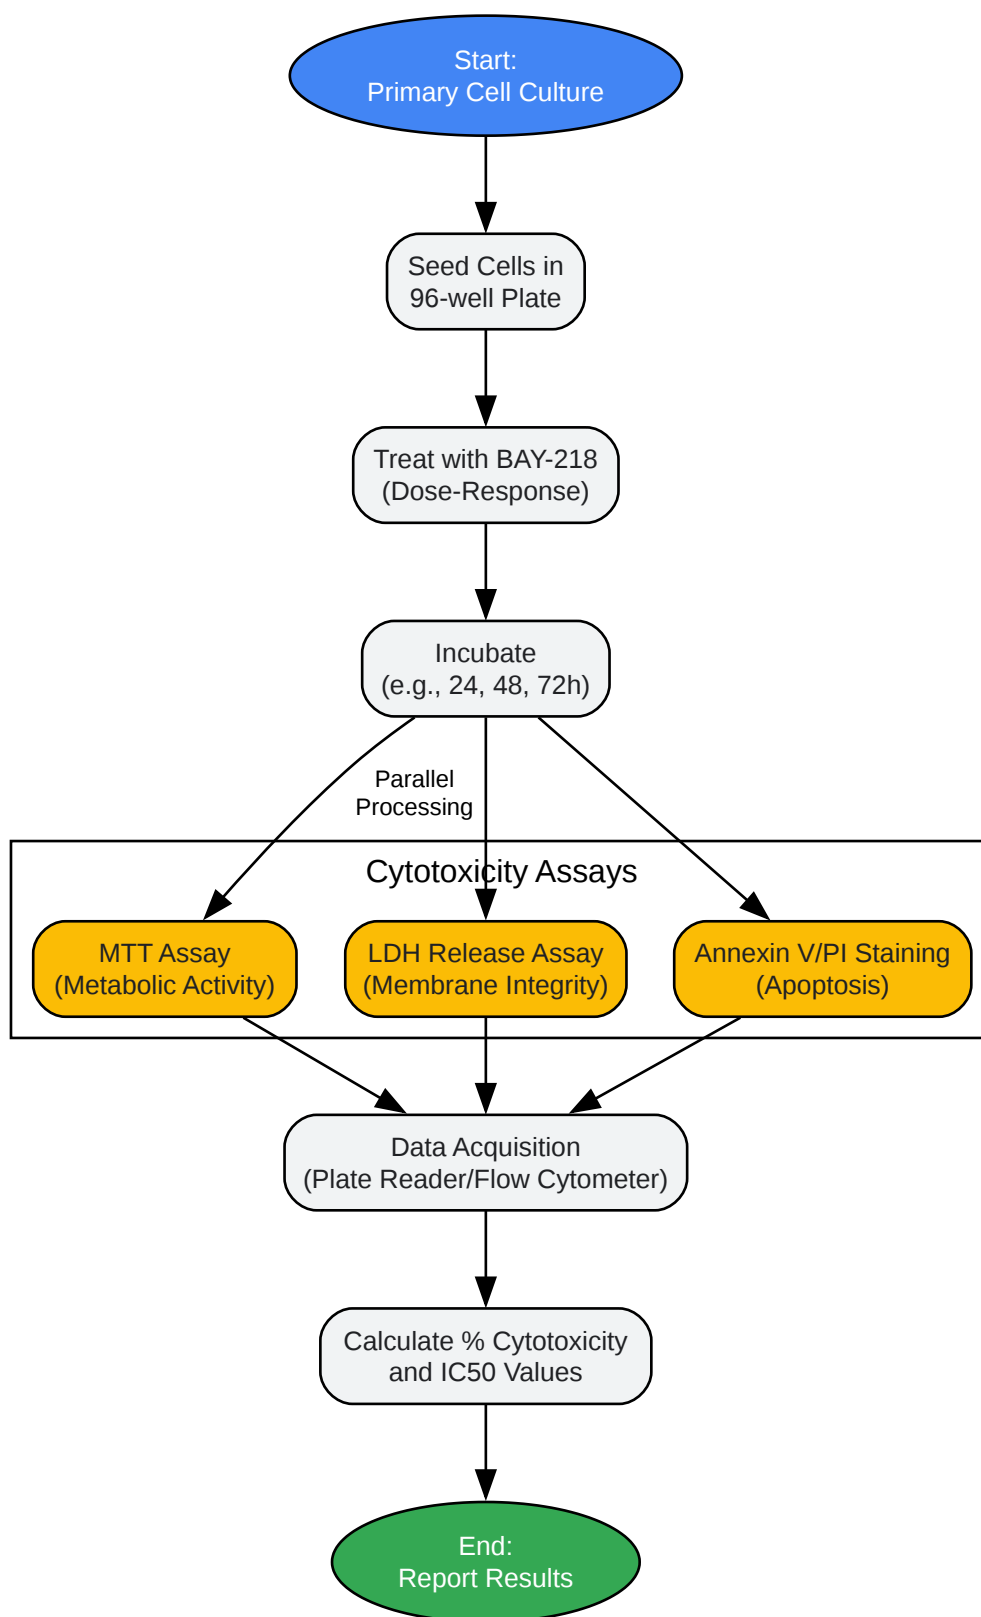 Start:
Primary Cell Culture
Seed Cells in
96-well Plate
Treat with BAY-218
(Dose-Response)
Incubate
(e.g., 24, 48, 72h)
Parallel
Processing
Cytotoxicity Assays
MTT Assay
(Metabolic Activity)
LDH Release Assay
(Membrane Integrity)
Annexin V/PI Staining
(Apoptosis)
Data Acquisition
(Plate Reader/Flow Cytometer)
Calculate % Cytotoxicity
and IC50 Values
End:
Report Results